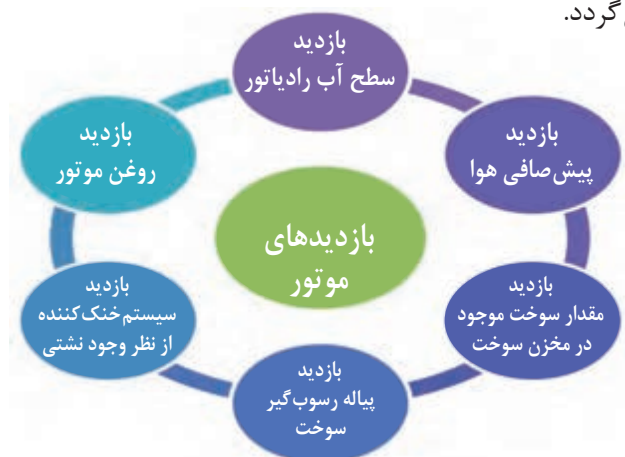 گردد.
بازدید
سطح آب رادیاتور
بازدید
پیش‌صافی هوا
بازدید
مقدار سوخت موجود
در مخزن سوخت
بازدید
پیاله رسوب‌گیر
سوخت
بازدید
سیستم خنک‌کننده
از نظر وجود نشتی
بازدید
روغن موتور
بازدیدهای
موتور